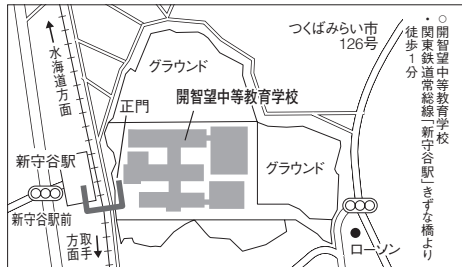 ○開智望中等教育学校
・関東鉄道常総線「新守谷駅」きずな橋より
徒歩1分
つくばみらい市
126号
グラウンド
開智望中等教育学校
正門
水海道方面
新守谷駅
グラウンド
新守谷駅前
取手方面
ローソン